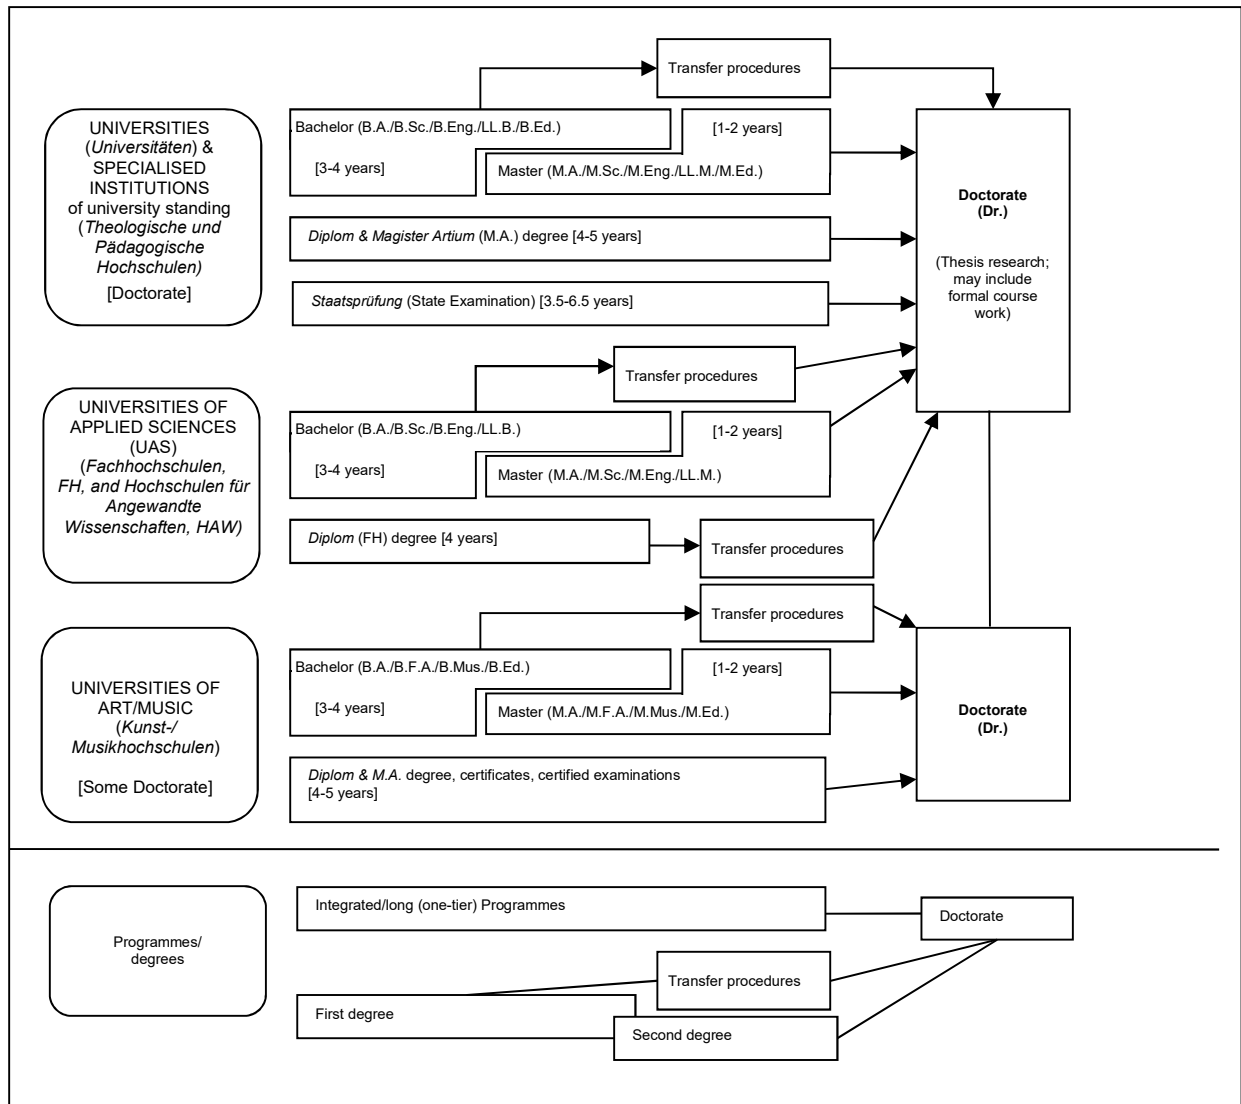 Transfer procedures
UNIVERSITIES
(Universitäten) &
SPECIALISED
INSTITUTIONS
of university standing
(Theologische und
Pädagogische
Hochschulen)
[Doctorate]
Bachelor (B.A./B.Sc./B.Eng./LL.B./B.Ed.)
[3-4 years]
[1-2 years]
Master (M.A./M.Sc./M.Eng./LL.M./M.Ed.)
Diplom & Magister Artium (M.A.) degree [4-5 years]
Staatsprüfung (State Examination) [3.5-6.5 years]
Doctorate
(Dr.)
(Thesis research;
may include
formal course
work)
Transfer procedures
UNIVERSITIES OF
APPLIED SCIENCES
(UAS)
(Fachhochschulen,
FH, and Hochschulen für
Angewandte
Wissenschaften, HAW)
Bachelor (B.A./B.Sc./B.Eng./LL.B.)
[3-4 years]
[1-2 years]
Master (M.A./M.Sc./M.Eng./LL.M.)
Diplom (FH) degree [4 years]
Transfer procedures
Transfer procedures
UNIVERSITIES OF
ART/MUSIC
(Kunst-/
Musikhochschulen)
[Some Doctorate]
Bachelor (B.A./B.F.A./B.Mus./B.Ed.)
[3-4 years]
[1-2 years]
Master (M.A./M.F.A./M.Mus./M.Ed.)
Diplom & M.A. degree, certificates, certified examinations
[4-5 years]
Doctorate
(Dr.)
Programmes/
degrees
Integrated/long (one-tier) Programmes
Doctorate
Transfer procedures
First degree
Second degree